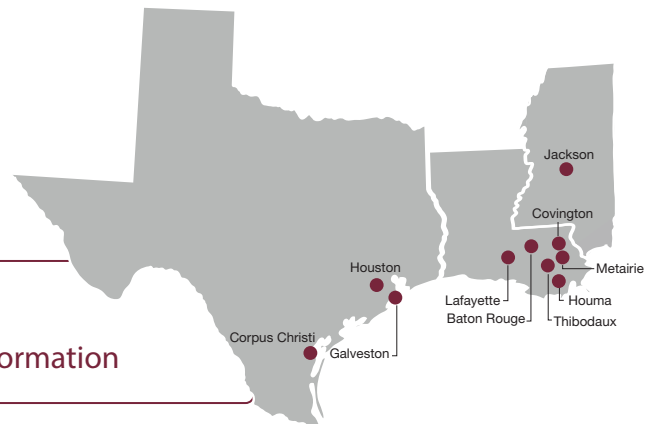 Jackson
Covington
Metairie
Houston
Lafayette
Houma
Baton Rouge
Thibodaux
Corpus Christi
Galveston
ormation